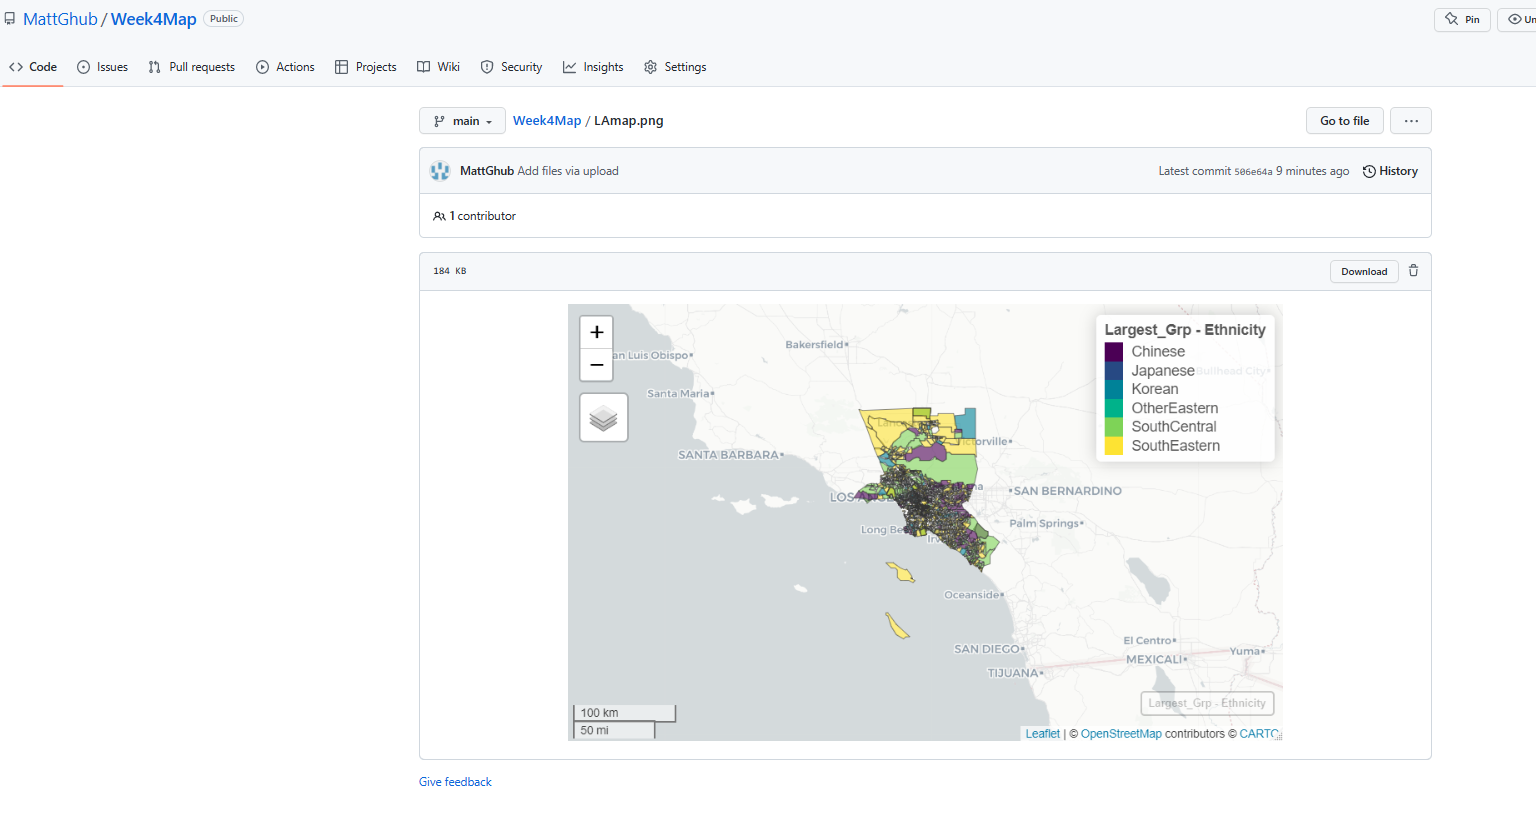 MattGhub / Week4Map Public
Pin
Code Issues Pull requests Actions Projects Wiki Security Insights Settings
main Week4Map / LAmap.png Go to file ...
MattGhub Add files via upload Latest commit 506e64a 9 minutes ago History
1 contributor
184 KB Download
+
−
Largest_Grp - Ethnicity
Chinese
Japanese
Korean
OtherEastern
SouthCentral
SouthEastern
Bullhead City
Bakersfield
an Luis Obispo
Santa Maria
SANTA BARBARA
Long Be
SAN BERNARDINO
Palm Springs
Oceanside
SAN DIEGO
TIJUANA
El Centro
MEXICALI
Yuma
Largest_Grp - Ethnicity
100 km
50 mi
Leaflet | © OpenStreetMap contributors © CARTO
Give feedback